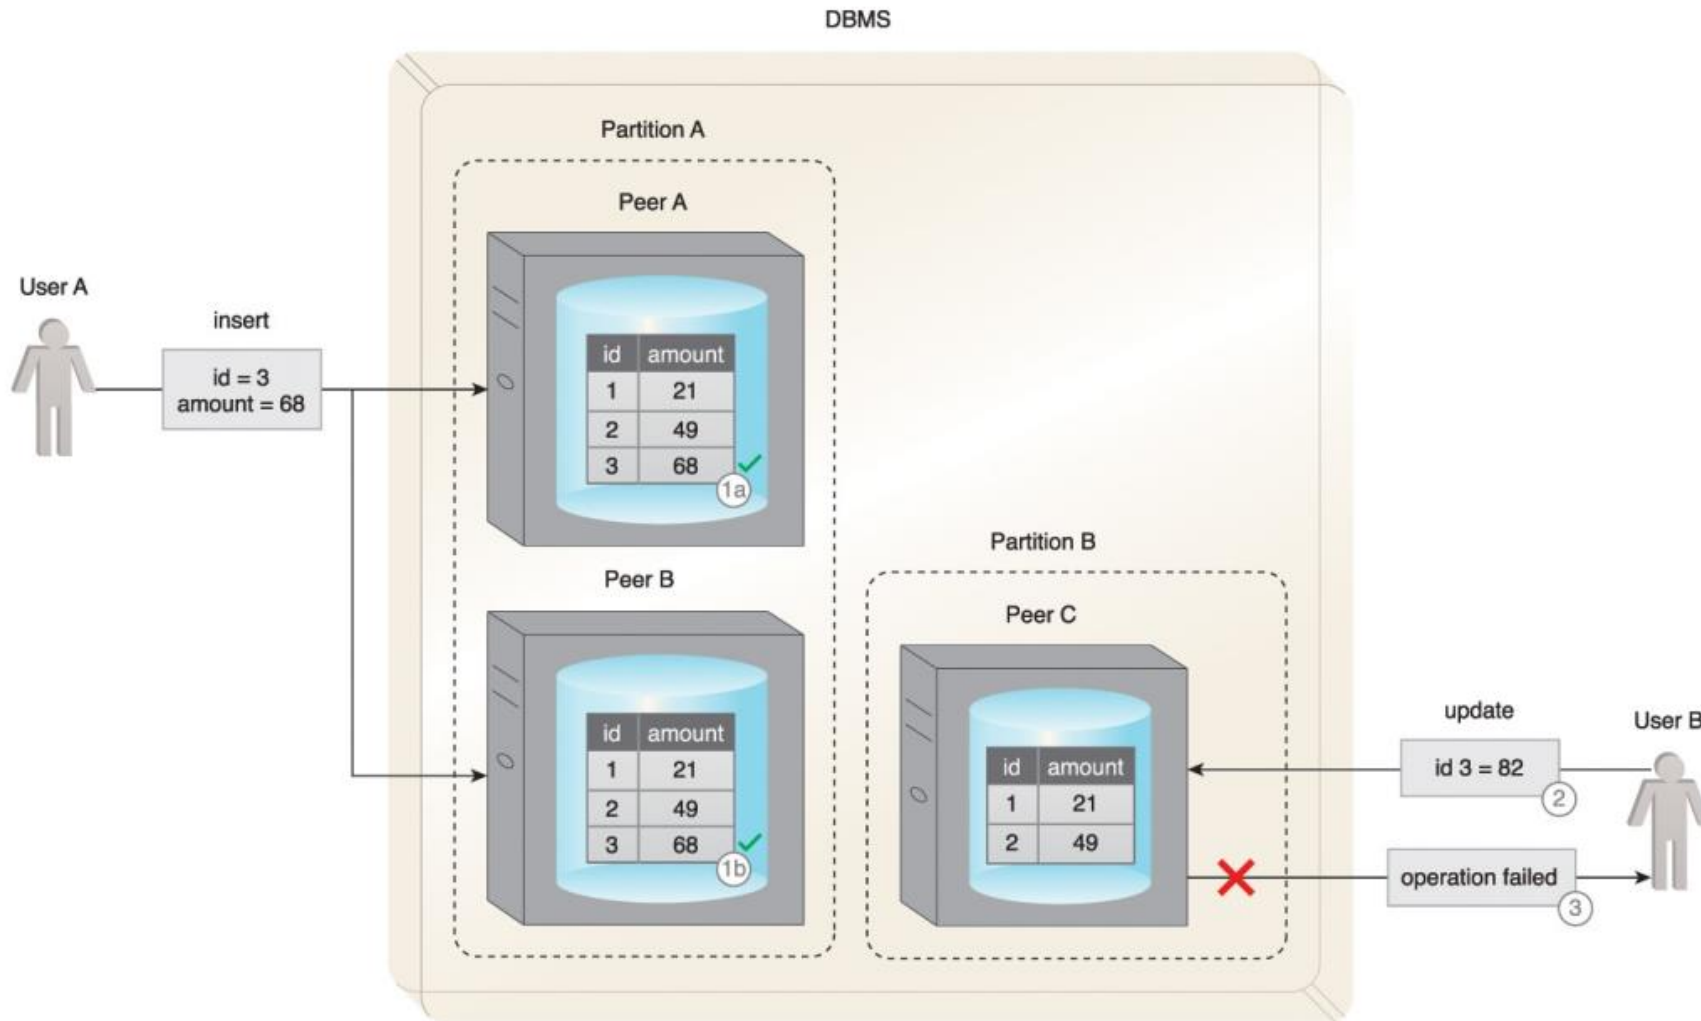 DBMS
Partition A
Peer A
User A
insert
id = 3
amount = 68
id amount
1 21
2 49
3 68
1a
Peer B
id amount
1 21
2 49
3 68
1b
Partition B
Peer C
id amount
1 21
2 49
update
User B
id 3 = 82
2
operation failed
3